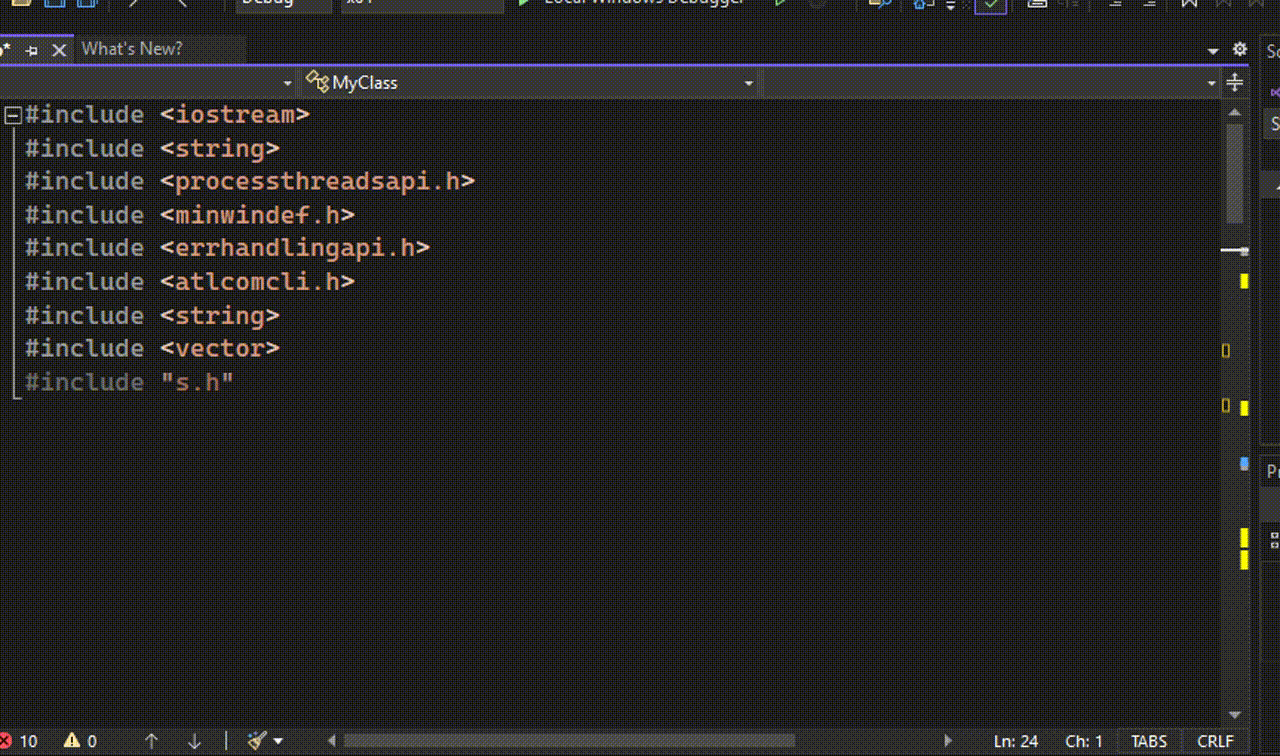 Debug x64 Local Windows Debugger
What's New?
MyClass
#include <iostream>
#include <string>
#include <processthreadsapi.h>
#include <minwindef.h>
#include <errhandlingapi.h>
#include <atlcomcli.h>
#include <string>
#include <vector>
#include "s.h"
10 0 Ln: 24 Ch: 1 TABS CRLF